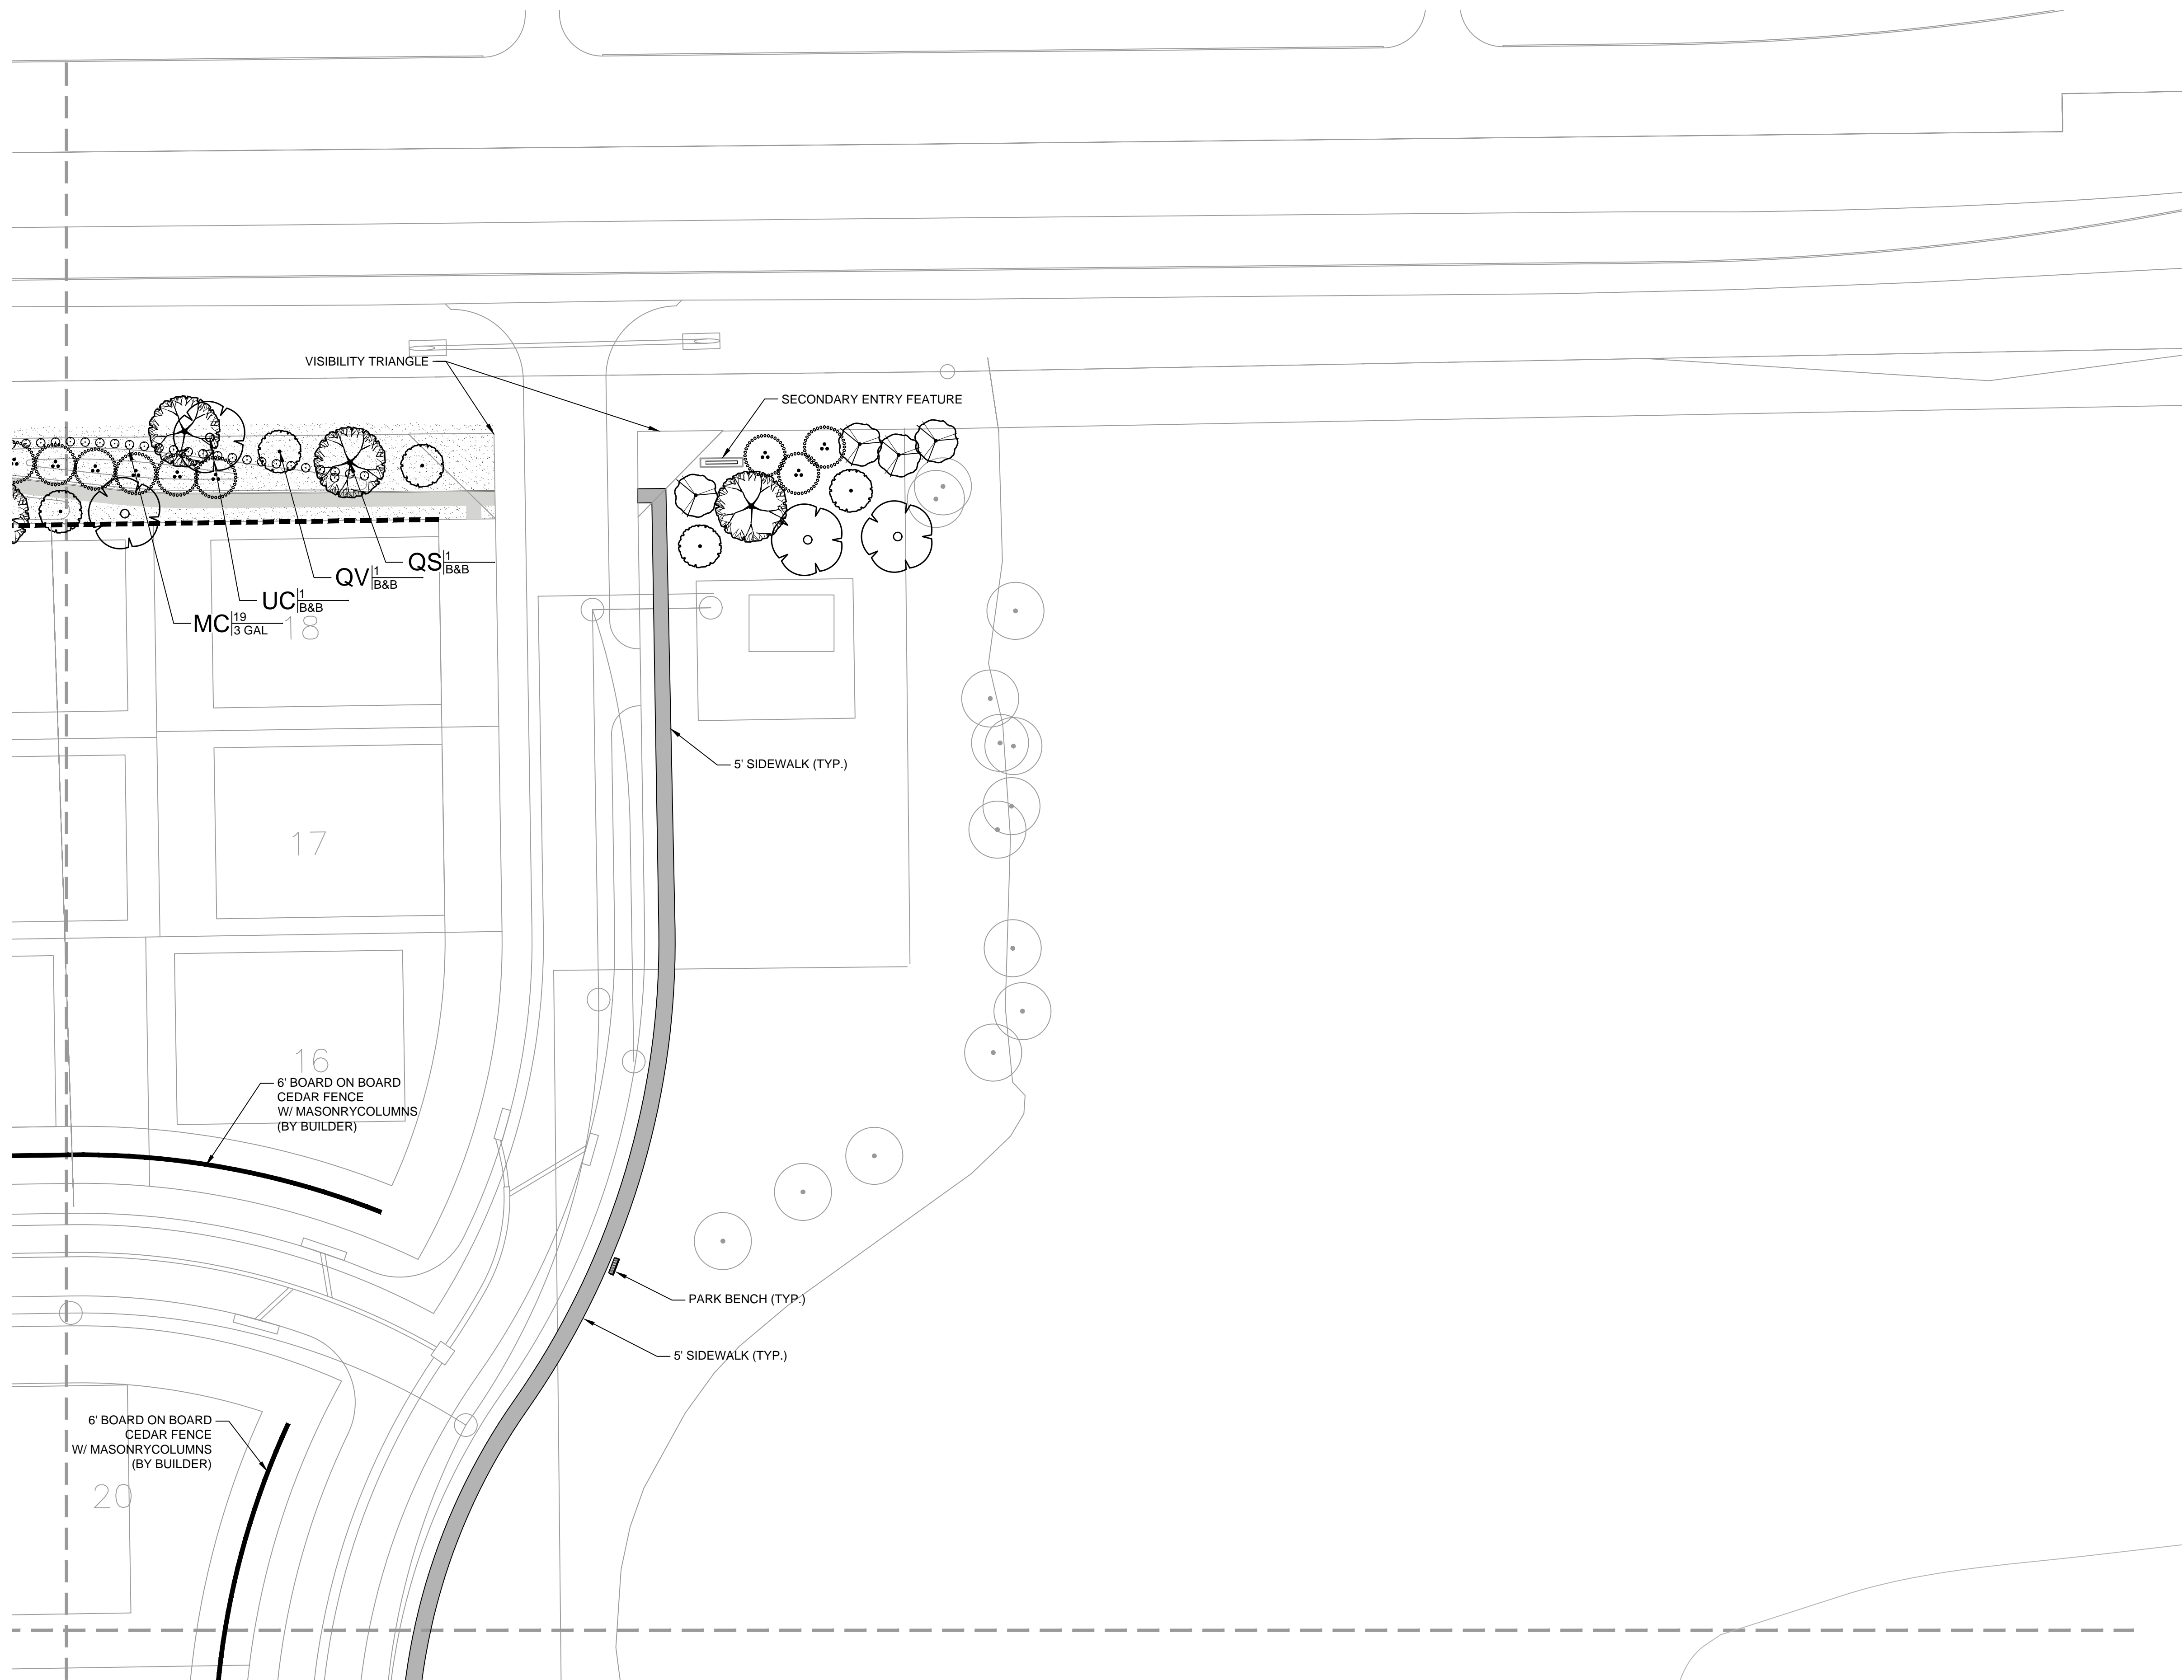 VISIBILITY TRIANGLE
SECONDARY ENTRY FEATURE
QS 1
B&B
QV 1
B&B
UC 1
B&B
MC 19
3 GAL
18
5' SIDEWALK (TYP.)
17
16
6' BOARD ON BOARD
CEDAR FENCE
W/ MASONRYCOLUMNS
(BY BUILDER)
PARK BENCH (TYP.)
5' SIDEWALK (TYP.)
6' BOARD ON BOARD
CEDAR FENCE
W/ MASONRYCOLUMNS
(BY BUILDER)
20